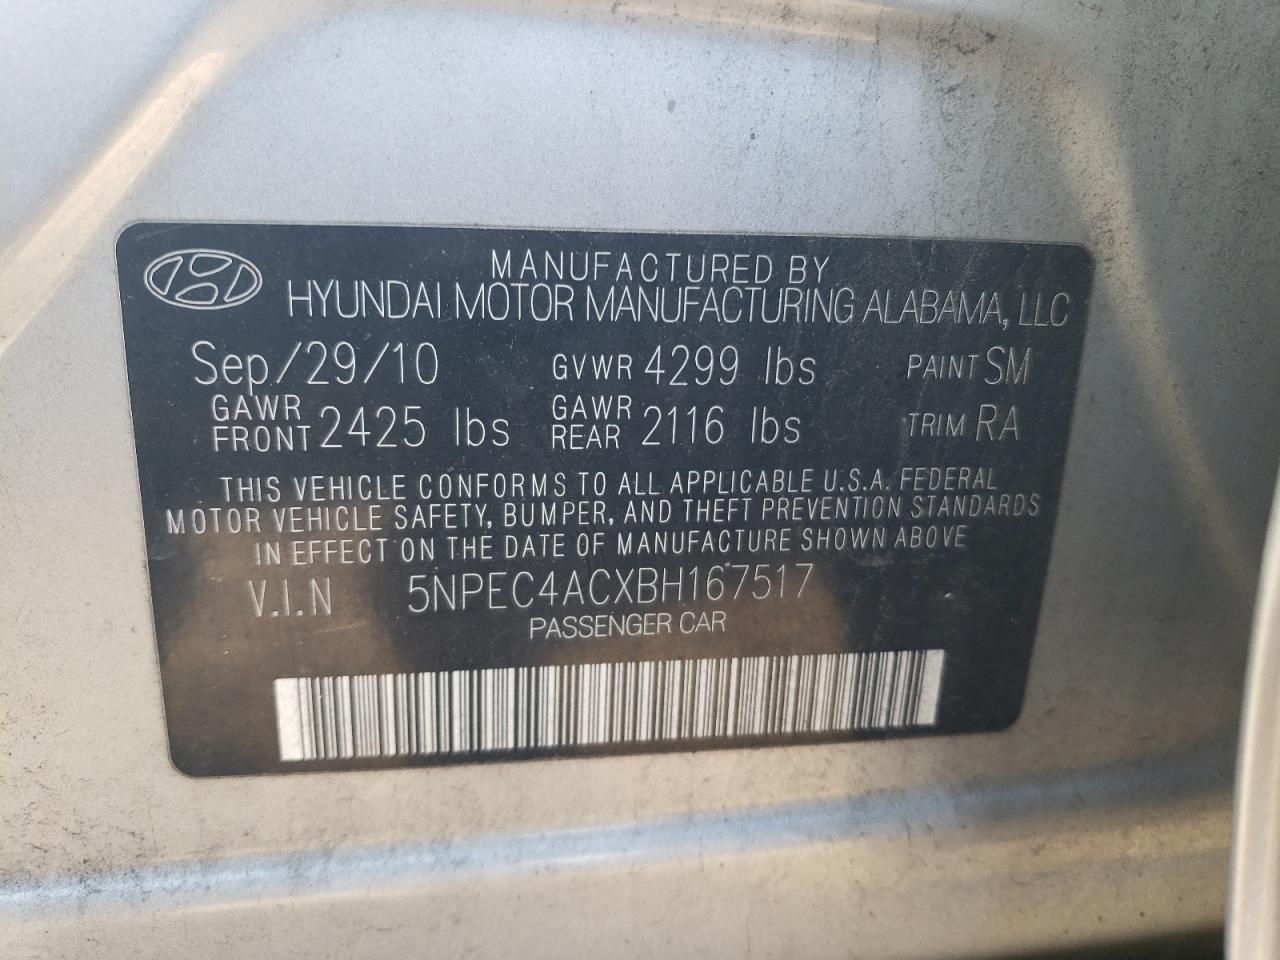 MANUFACTURED BY
HYUNDAI MOTOR MANUFACTURING ALABAMA, LLC
Sep/29/10 GVWR 4299 lbs PAINT SM
GAWR FRONT 2425 lbs GAWR REAR 2116 lbs TRIM RA
THIS VEHICLE CONFORMS TO ALL APPLICABLE U.S.A. FEDERAL
MOTOR VEHICLE SAFETY, BUMPER, AND THEFT PREVENTION STANDARDS
IN EFFECT ON THE DATE OF MANUFACTURE SHOWN ABOVE
V.I.N 5NPEC4ACXBH167517
PASSENGER CAR